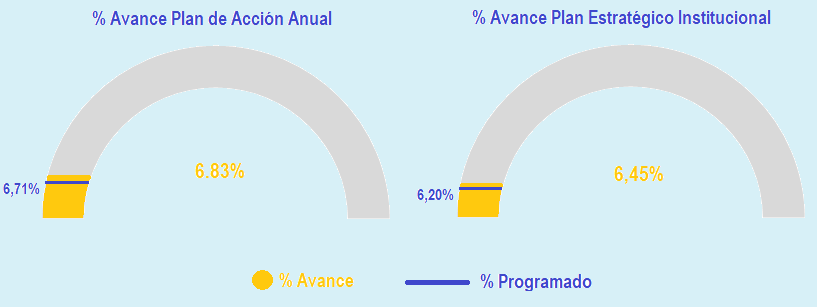 % Avance Plan de Acción Anual
6.83%
6,71%
% Avance Plan Estratégico Institucional
6,45%
6,20%
% Avance
% Programado